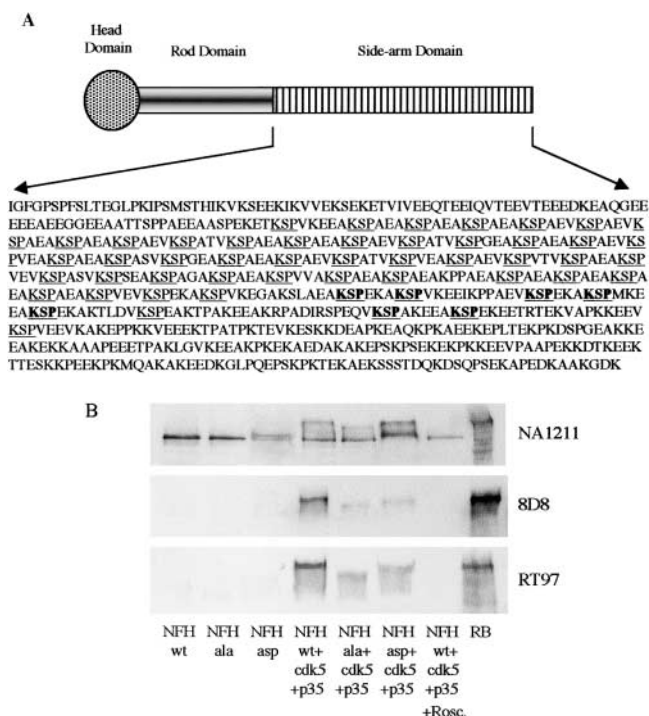 A
Head
Domain
Rod Domain
Side-arm Domain
IGFGPSPFSLTEGLPKIPSMSTHIKVKSEEKIKVVEKSEKETVIVEEQTEEIQVTEEVTEEEDKEAQGEE
EEEAEEGGEEAATTSPPAEEAASPEKETKSPVKEEAKSPAEAKSPAEAKSPAEAKSPAEVKSPAEVK
SPAEAKSPAEAKSPAEVKSPATVKSPAEAKSPAEAKSPAEVKSPATVKSPGEAKSPAEAKSPAEVKS
PVEAKSPAEAKSPASVKSPGEAKSPAEAKSPAEVKSPATVKSPVEAKSPAEVKSPVTVKSPAEAKSP
VEVKSPASVKSPSEAKSPAGAKSPAEAKSPVVAKSPAEAKSPAEAKPPAEAKSPAEAKSPAEAKSPA
EAKSPAEAKSPVEVKSPEKAKSPVKEGAKSLAEAKSPEKAKSPVKEEIKPPAEVKSPEKAKSPMKE
EAKSPEKAKTLDVKSPEAKTPAKEEAKRPADIRSPEQVKSPAKEEAKSPEKEETRTEKVAPKKEEV
KSPVEEVKAKEPPKKVEEEKTPATPKTEVKESKKDEAPKEAQKPKAEEKEPLTEKPKDSPGEAKKE
EAKEKKAAAPEEETPAKLGVKEEAKPKEKAEDAKAKEPSKPSEKEKPKKEEVPAAPEKKDTKEEK
TTESKKPEEKPKMQAKAKEEDKGLPQEPSKPKTEKAEKSSSTDQKDSQPSEKAPEDKAAKGDK
B
NA1211
8D8
RT97
NFH NFH NFH NFH NFH NFH NFH RB
wt ala asp wt+ ala+ asp+ wt+
cdk5 cdk5 cdk5 cdk5
+p35 +p35 +p35 +p35
+Rosc.